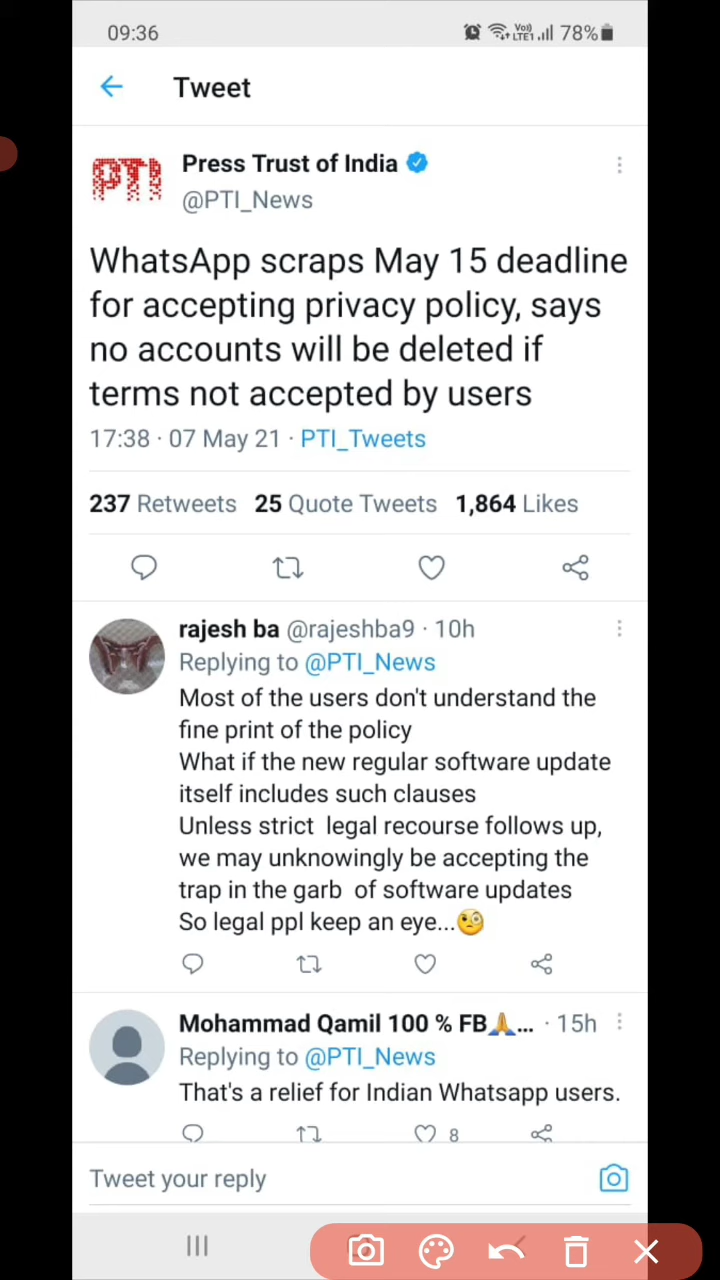 09:36
Vo)) LTE1 78%
Tweet
PTI
Press Trust of India
@PTI_News
WhatsApp scraps May 15 deadline
for accepting privacy policy, says
no accounts will be deleted if
terms not accepted by users
17:38 · 07 May 21 · PTI_Tweets
237 Retweets 25 Quote Tweets 1,864 Likes
rajesh ba @rajeshba9 · 10h
Replying to @PTI_News
Most of the users don't understand the
fine print of the policy
What if the new regular software update
itself includes such clauses
Unless strict legal recourse follows up,
we may unknowingly be accepting the
trap in the garb of software updates
So legal ppl keep an eye...🧐
Mohammad Qamil 100 % FB🙏... · 15h
Replying to @PTI_News
That's a relief for Indian Whatsapp users.
8
Tweet your reply